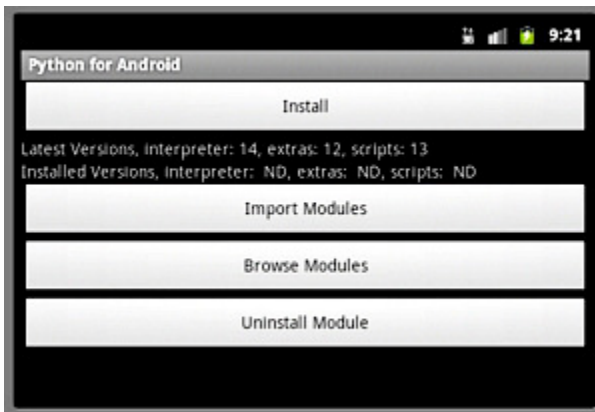 9:21
Python for Android
Install
Latest Versions, interpreter: 14, extras: 12, scripts: 13
Installed Versions, interpreter: ND, extras: ND, scripts: ND
Import Modules
Browse Modules
Uninstall Module